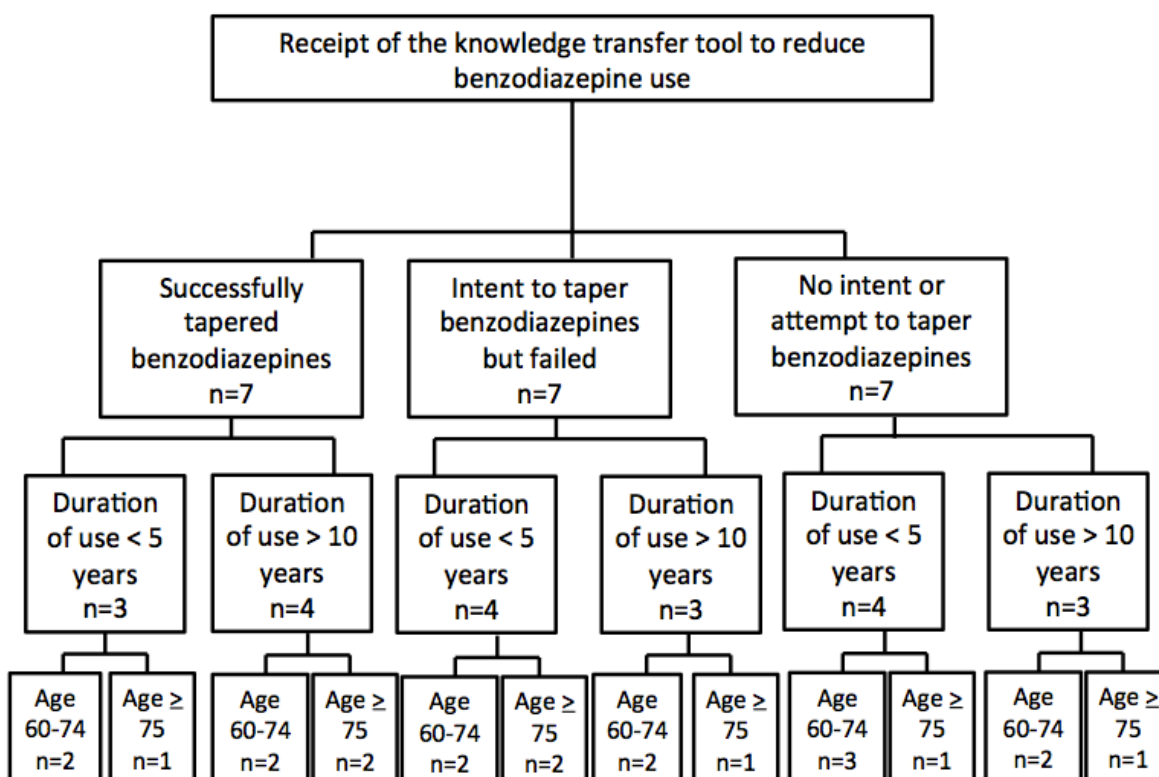 Receipt of the knowledge transfer tool to reduce
benzodiazepine use
Successfully
tapered
benzodiazepines
n=7
Intent to taper
benzodiazepines
but failed
n=7
No intent or
attempt to taper
benzodiazepines
n=7
Duration
of use < 5
years
n=3
Duration
of use > 10
years
n=4
Duration
of use < 5
years
n=4
Duration
of use > 10
years
n=3
Duration
of use < 5
years
n=4
Duration
of use > 10
years
n=3
Age
60-74
n=2
Age ≥
75
n=1
Age
60-74
n=2
Age ≥
75
n=2
Age
60-74
n=2
Age ≥
75
n=2
Age
60-74
n=2
Age ≥
75
n=1
Age
60-74
n=3
Age ≥
75
n=1
Age
60-74
n=2
Age ≥
75
n=1